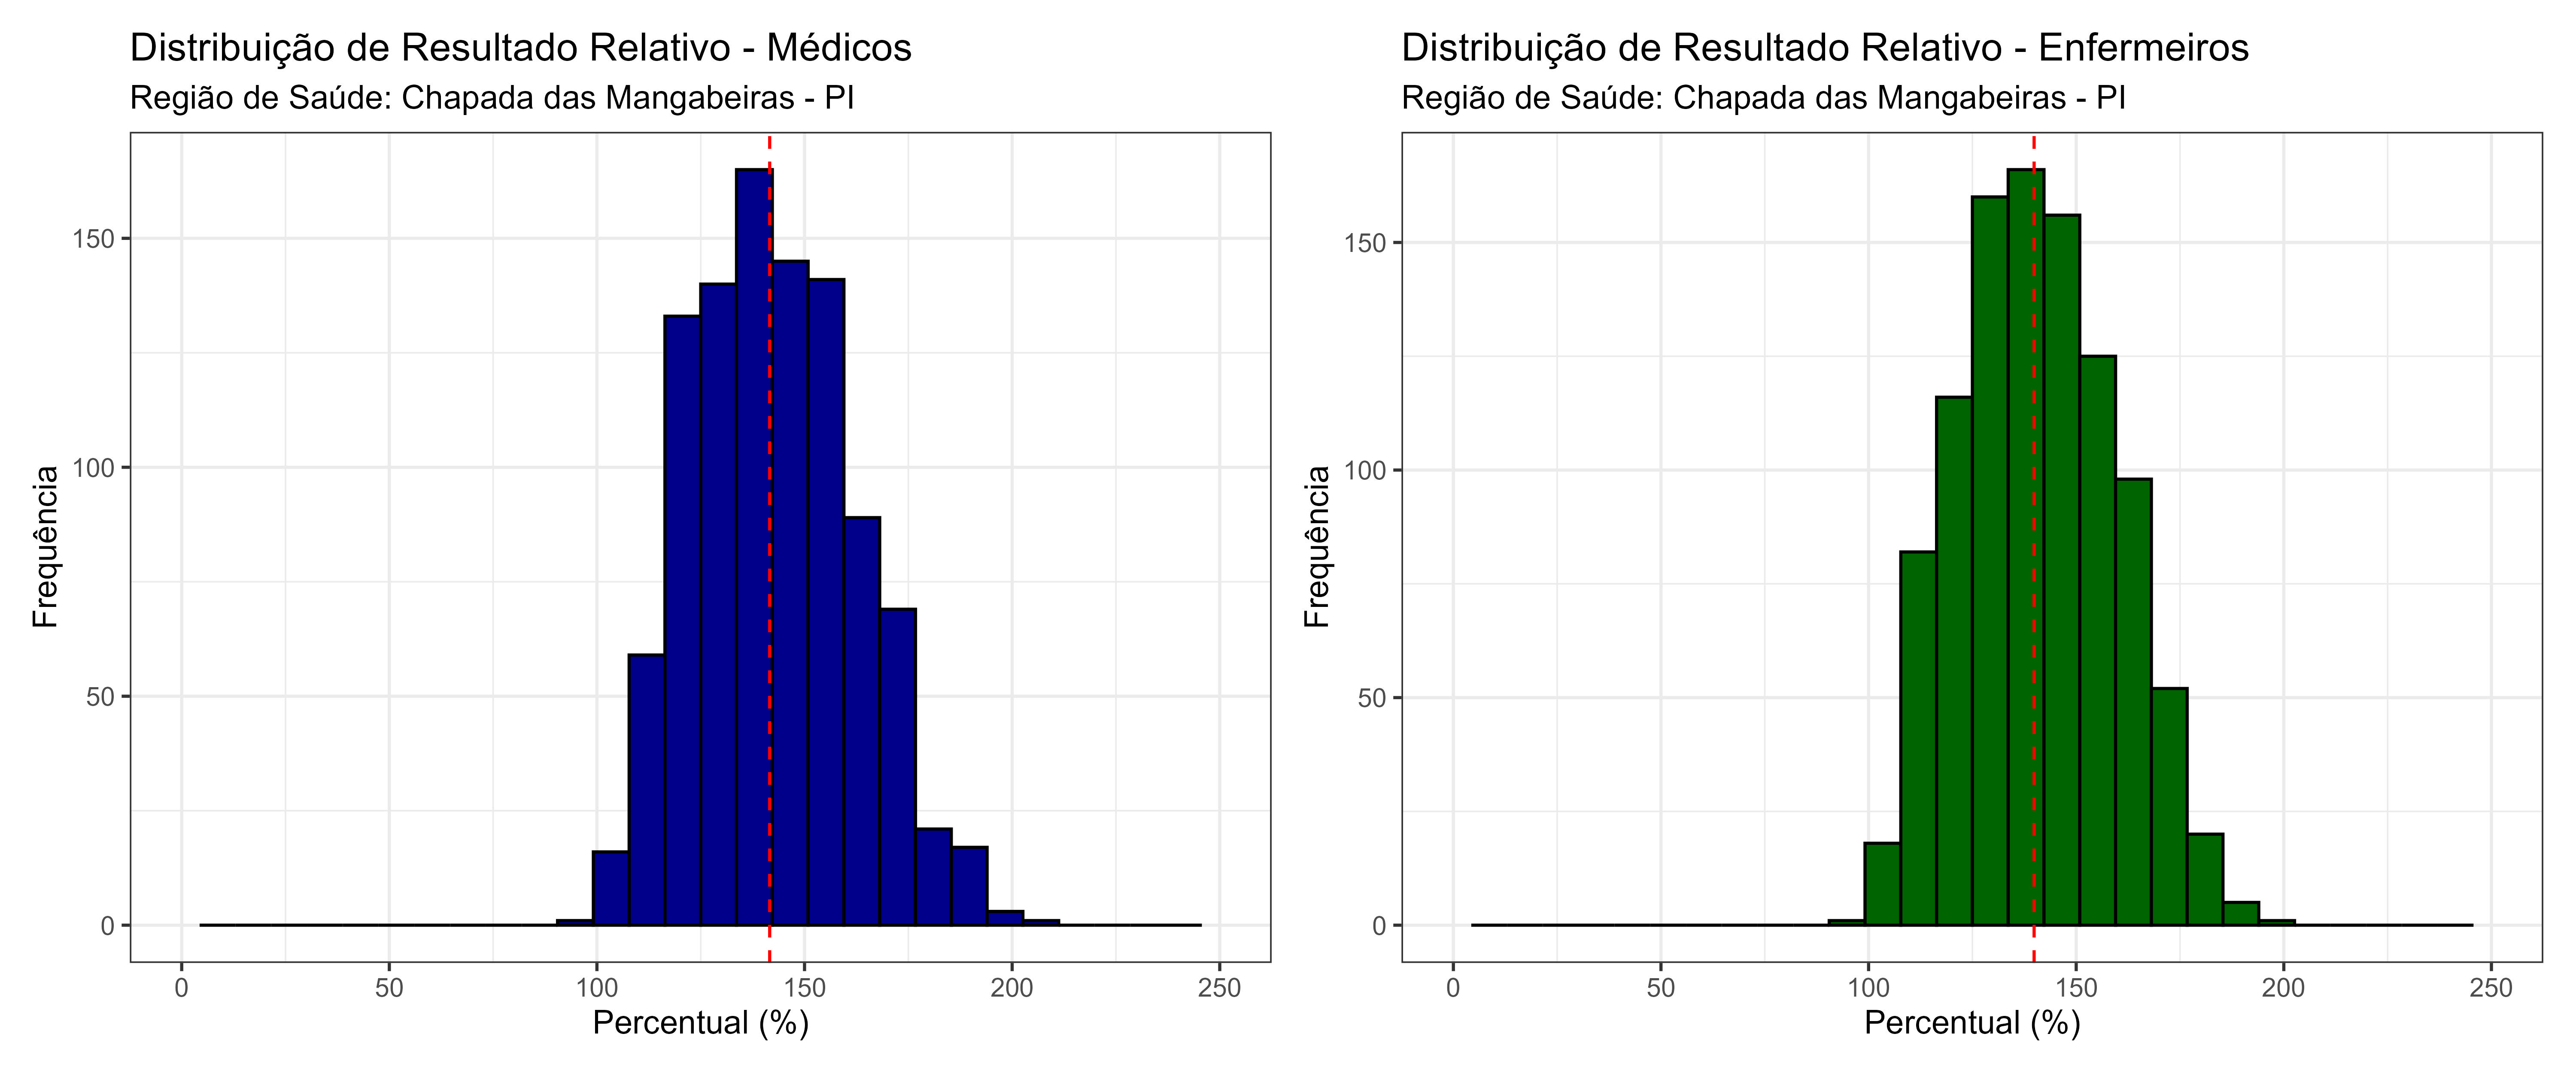 Distribuição de Resultado Relativo - Médicos
Região de Saúde: Chapada das Mangabeiras - PI
150
100
50
0
Frequência
0 50 100 150 200 250
Percentual (%)
Distribuição de Resultado Relativo - Enfermeiros
Região de Saúde: Chapada das Mangabeiras - PI
150
100
50
0
Frequência
0 50 100 150 200 250
Percentual (%)